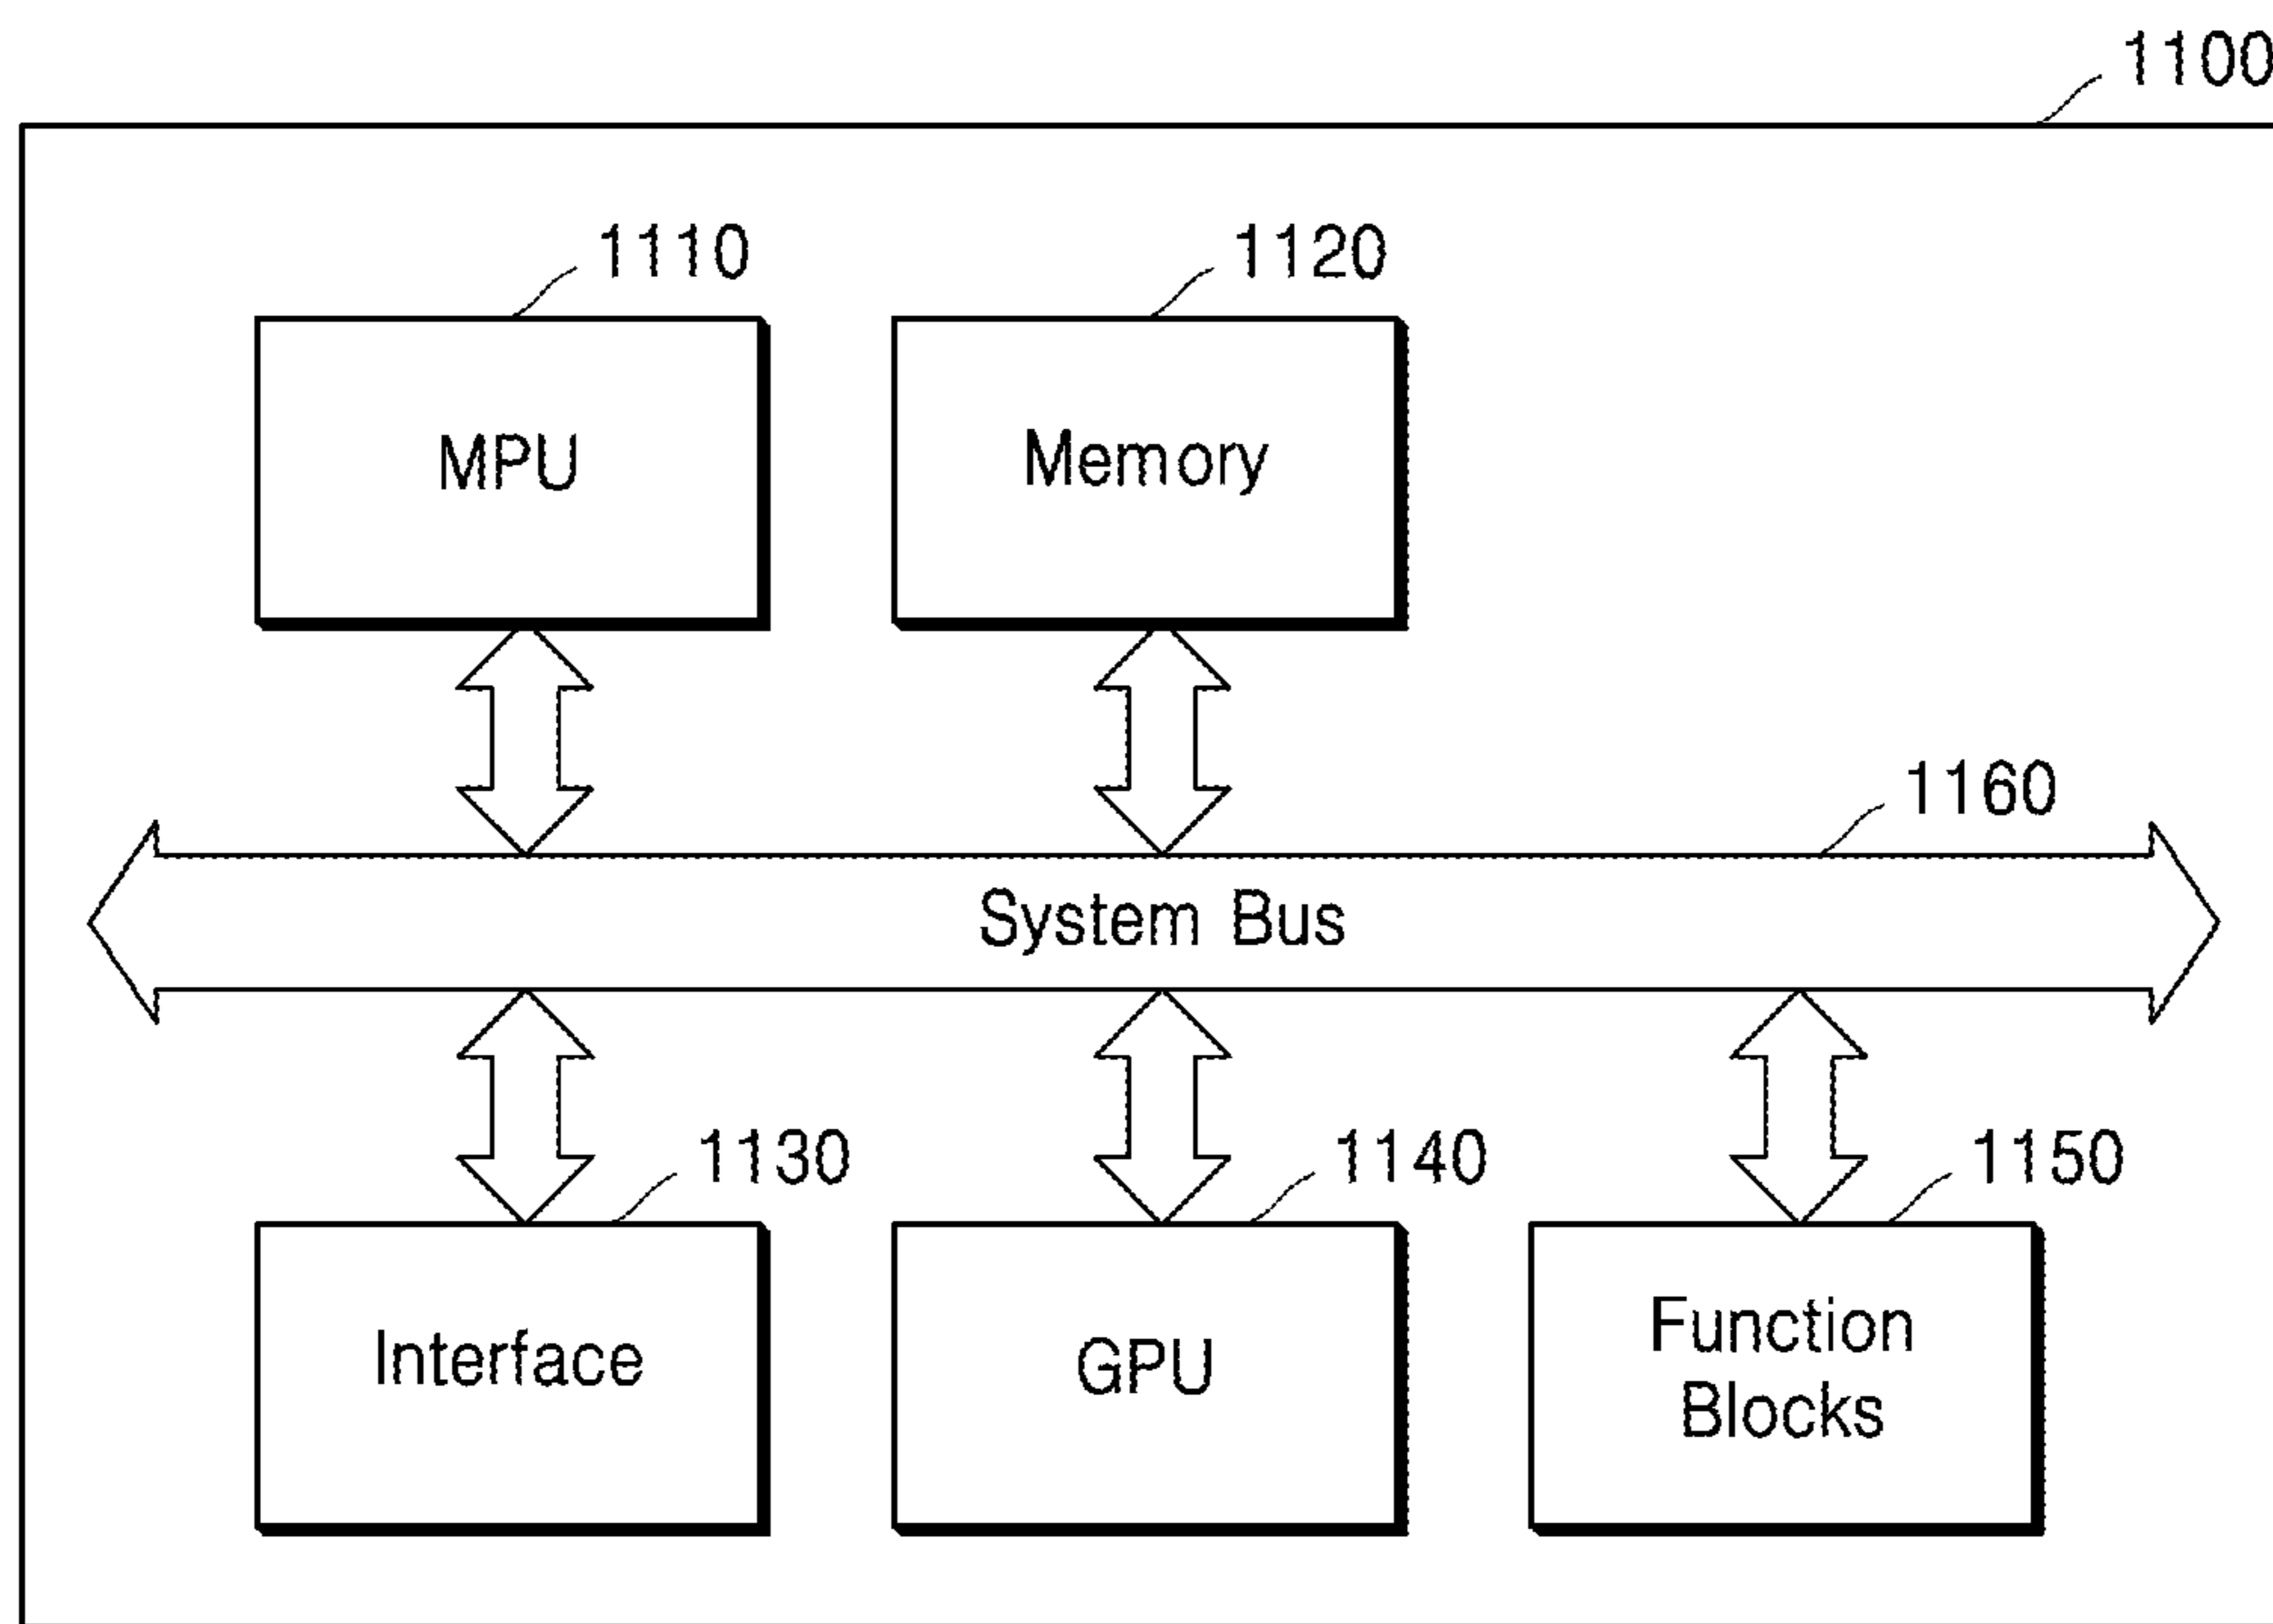 1100
1110
1120
MPU
Memory
1160
System Bus
1130
1140
1150
Interface
GPU
Function
Blocks